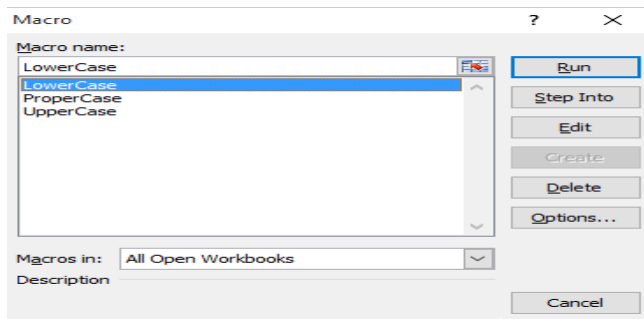 Macro ?
Macro name:
LowerCase
LowerCase
ProperCase
UpperCase
Run
Step Into
Edit
Create
Delete
Options...
Macros in: All Open Workbooks
Description
Cancel